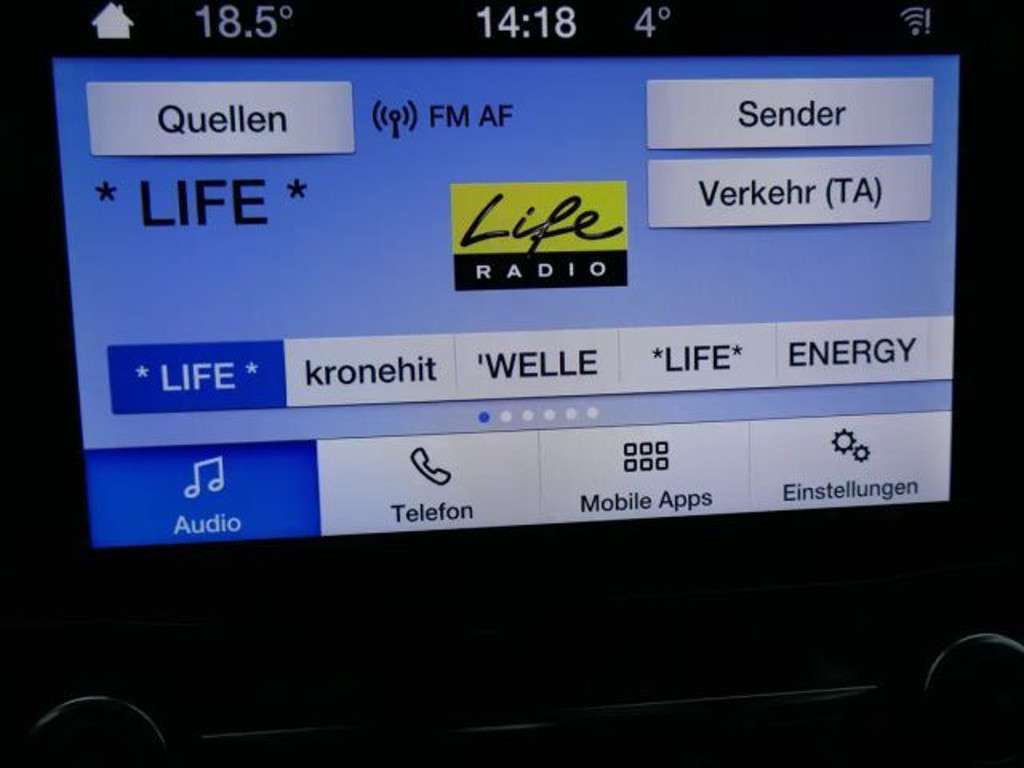 18.5° 14:18 4°
Quellen FM AF Sender
* LIFE * Life Verkehr (TA)
RADIO
* LIFE * kronehit 'WELLE *LIFE* ENERGY
Audio Telefon Mobile Apps Einstellungen